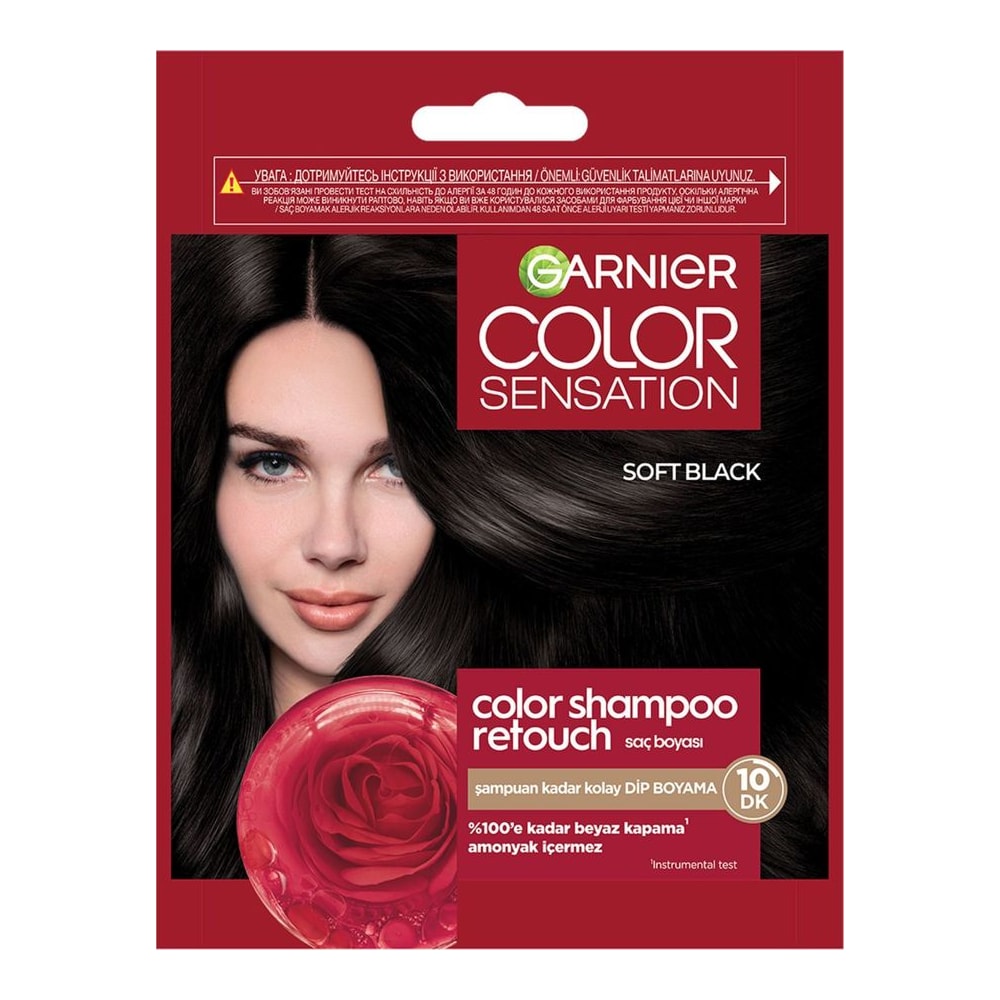 УВАГА : ДОТРИМУЙТЕСЬ ІНСТРУКЦІЇ З ВИКОРИСТАННЯ / ÖNEMLİ: GÜVENLİK TALİMATLARINA UYUNUZ.
ВИ ЗОБОВ'ЯЗАНІ ПРОВЕСТИ ТЕСТ НА СХИЛЬНІСТЬ ДО АЛЕРГІЇ ЗА 48 ГОДИН ДО КОЖНОГО ВИКОРИСТАННЯ ПРОДУКТУ, ОСКІЛЬКИ АЛЕРГІЧНА
РЕАКЦІЯ МОЖЕ ВИНИКНУТИ РАПТОВО, НАВІТЬ ЯКЩО ВИ ВЖЕ КОРИСТУВАЛИСЯ ЗАСОБАМИ ДЛЯ ФАРБУВАННЯ ЦІЄЇ ЧИ ІНШОЇ МАРКИ
/ SAÇ BOYAMAK ALERJİK REAKSİYONLARA NEDEN OLABİLİR. KULLANIMDAN 48 SAAT ÖNCE ALERJİ UYARI TESTİ YAPMANIZ ZORUNLUDUR.
GARNIER
COLOR
SENSATION
SOFT BLACK
color shampoo
retouch saç boyası
şampuan kadar kolay DİP BOYAMA
10
DK
%100'e kadar beyaz kapama¹
amonyak içermez
¹Instrumental test